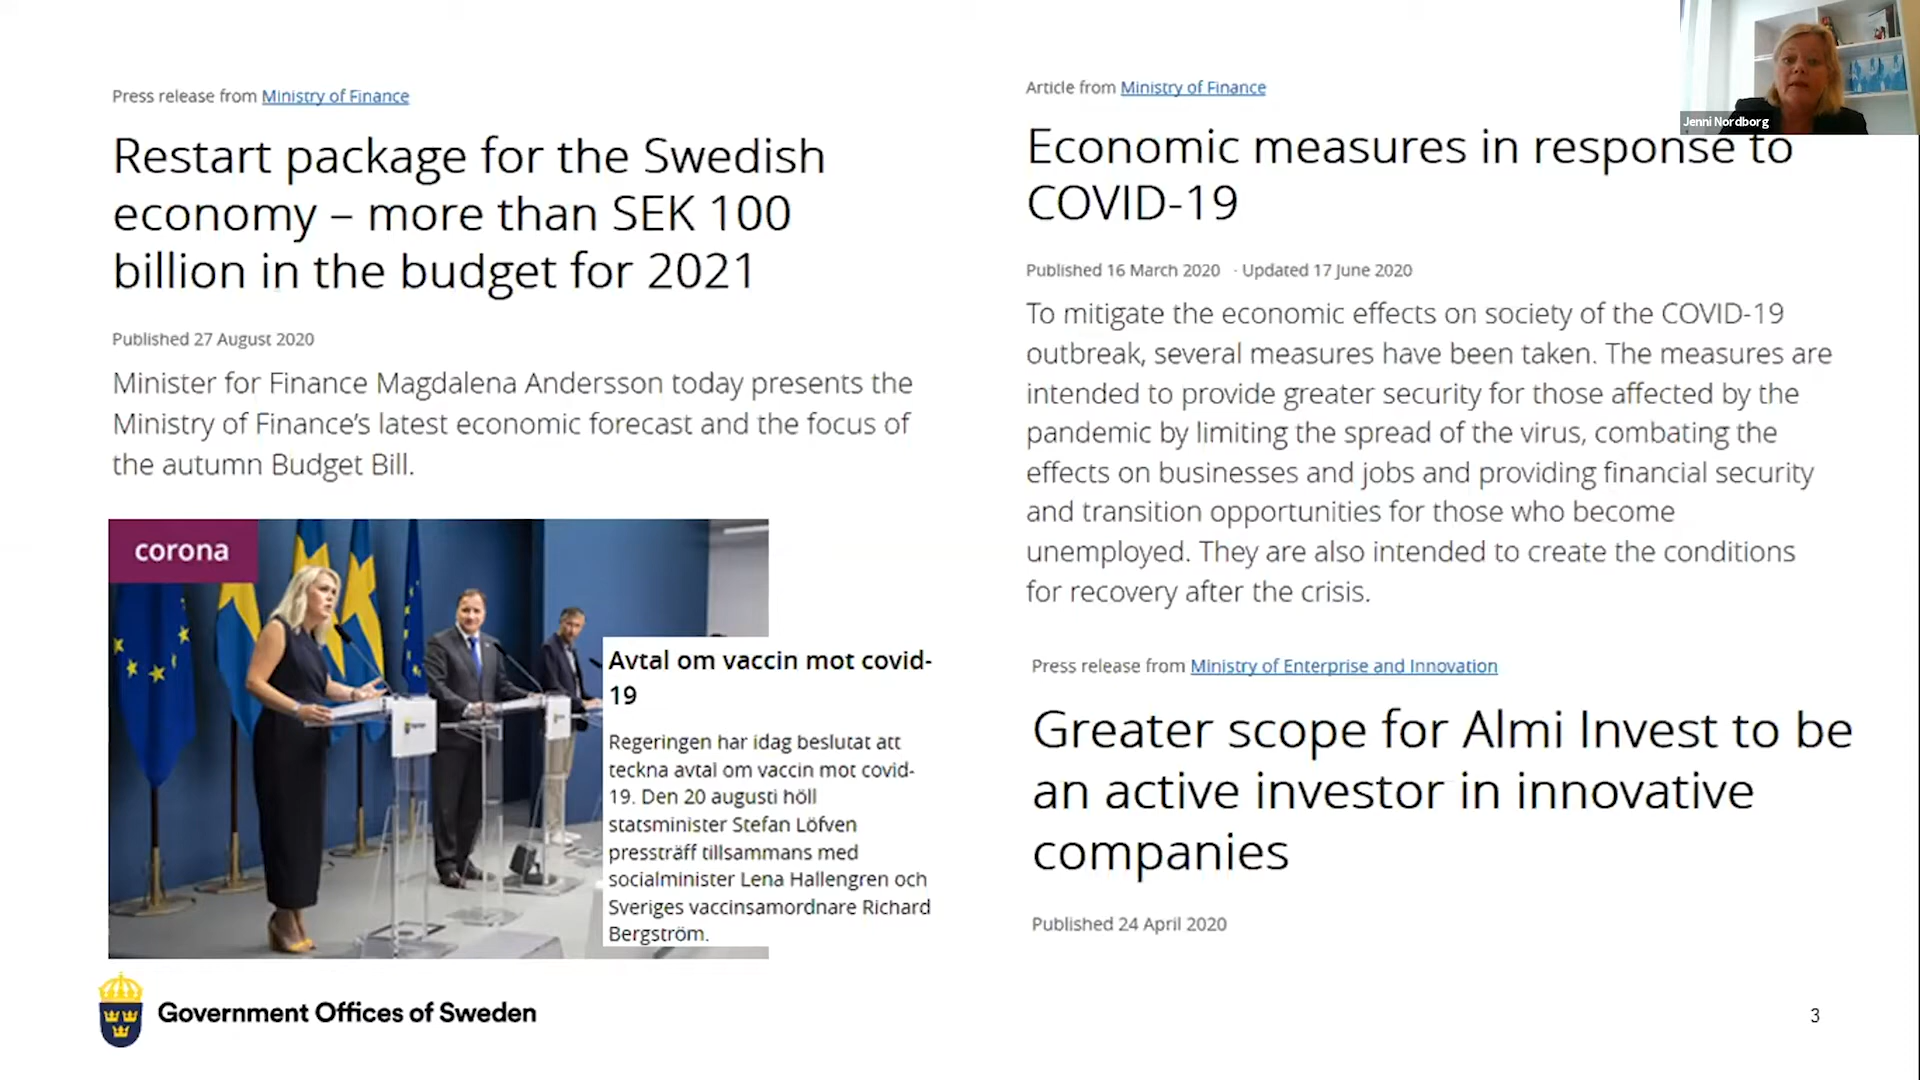 Press release from Ministry of Finance
Restart package for the Swedish
economy – more than SEK 100
billion in the budget for 2021
Published 27 August 2020
Minister for Finance Magdalena Andersson today presents the
Ministry of Finance's latest economic forecast and the focus of
the autumn Budget Bill.
corona
Avtal om vaccin mot covid-
19
Regeringen har idag beslutat att
teckna avtal om vaccin mot covid-
19. Den 20 augusti höll
statsminister Stefan Löfven
pressträff tillsammans med
socialminister Lena Hallengren och
Sveriges vaccinsamordnare Richard
Bergström.
Government Offices of Sweden
Article from Ministry of Finance
Jenni Nordborg
Economic measures in response to
COVID-19
Published 16 March 2020 · Updated 17 June 2020
To mitigate the economic effects on society of the COVID-19
outbreak, several measures have been taken. The measures are
intended to provide greater security for those affected by the
pandemic by limiting the spread of the virus, combating the
effects on businesses and jobs and providing financial security
and transition opportunities for those who become
unemployed. They are also intended to create the conditions
for recovery after the crisis.
Press release from Ministry of Enterprise and Innovation
Greater scope for Almi Invest to be
an active investor in innovative
companies
Published 24 April 2020
3